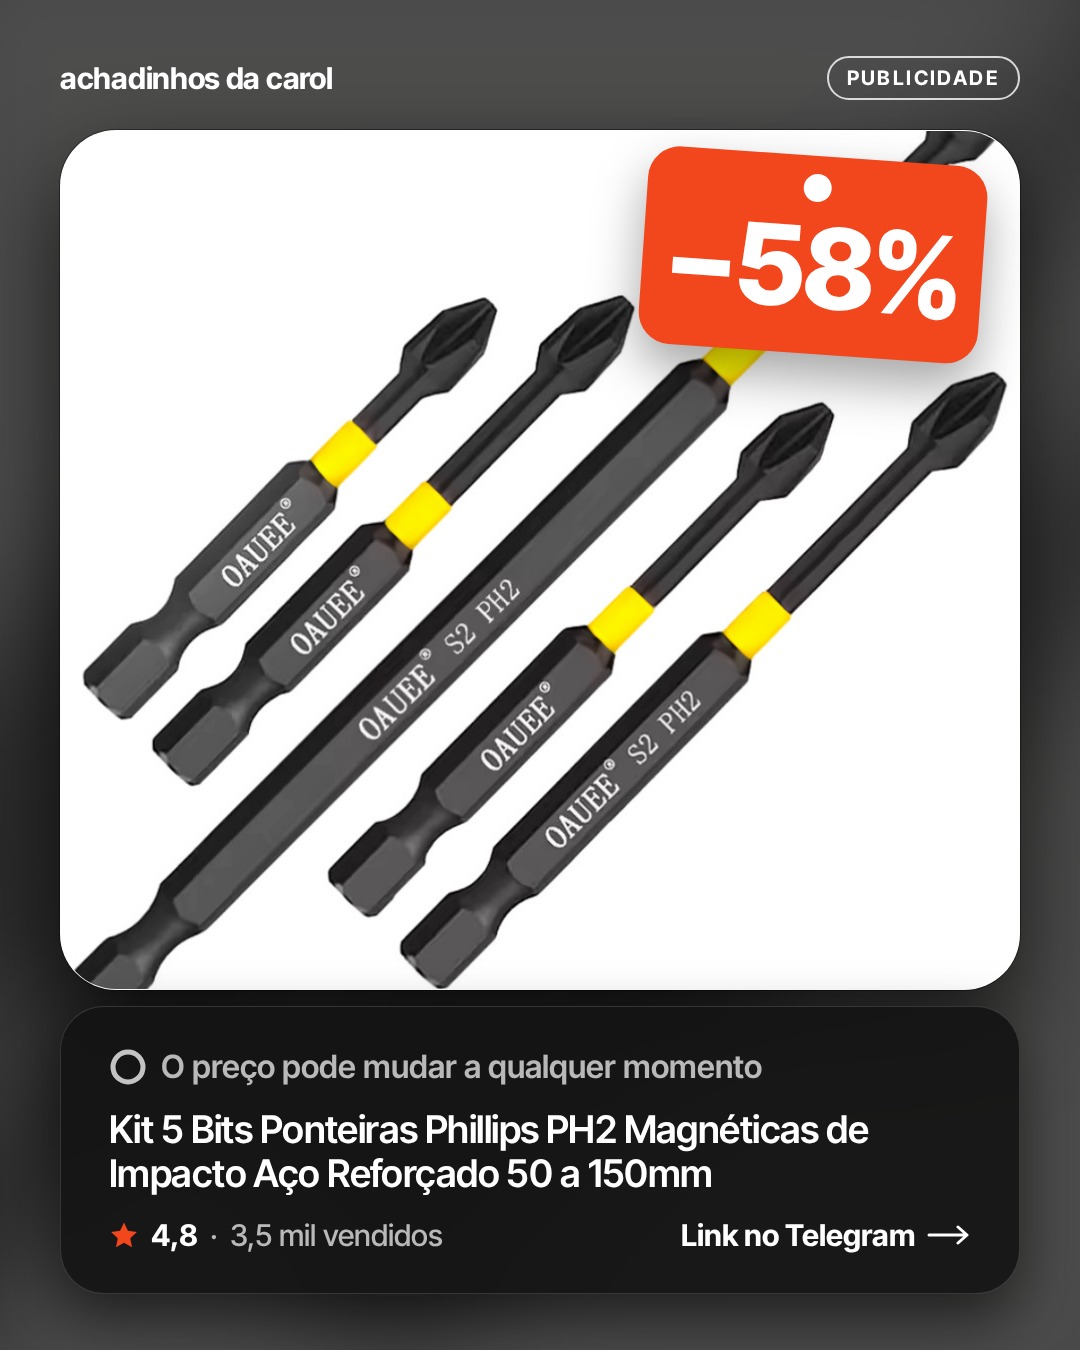 achadinhos da carol
PUBLICIDADE
-58%
OAUEE®
OAUEE®
OAUEE® S2 PH2
OAUEE®
OAUEE® S2 PH2
O preço pode mudar a qualquer momento
Kit 5 Bits Ponteiras Phillips PH2 Magnéticas de
Impacto Aço Reforçado 50 a 150mm
4,8 · 3,5 mil vendidos
Link no Telegram →